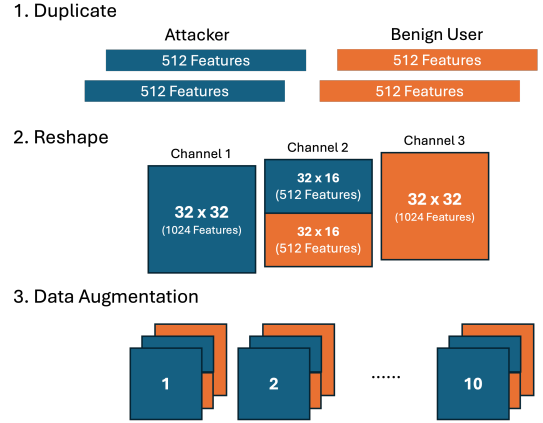 1. Duplicate
Attacker
Benign User
512 Features
512 Features
512 Features
512 Features
2. Reshape
Channel 1
Channel 2
Channel 3
32 x 32
(1024 Features)
32 x 16
(512 Features)
32 x 16
(512 Features)
32 x 32
(1024 Features)
3. Data Augmentation
1
2
......
10